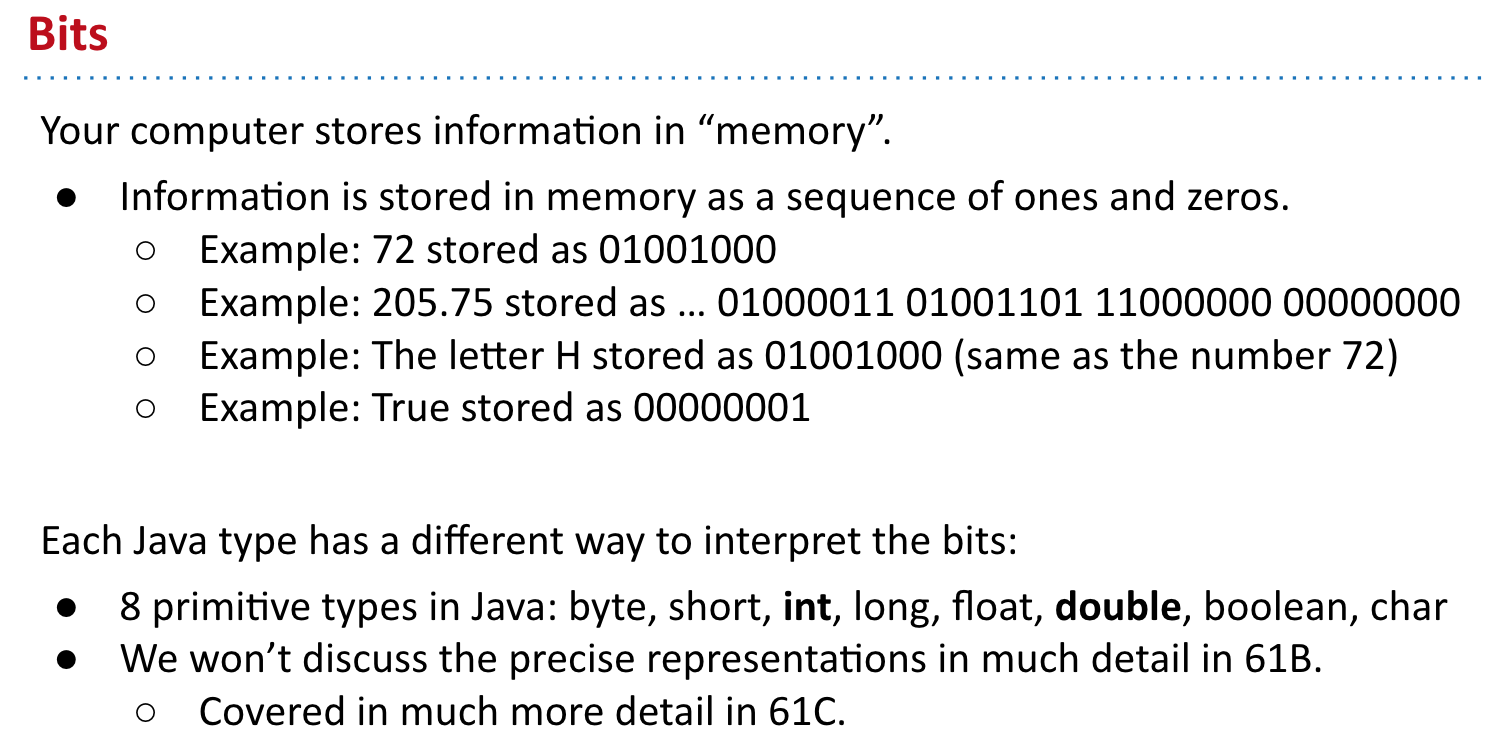 Bits
Your computer stores information in “memory”.
● Information is stored in memory as a sequence of ones and zeros.
○ Example: 72 stored as 01001000
○ Example: 205.75 stored as … 01000011 01001101 11000000 00000000
○ Example: The letter H stored as 01001000 (same as the number 72)
○ Example: True stored as 00000001
Each Java type has a different way to interpret the bits:
● 8 primitive types in Java: byte, short, int, long, float, double, boolean, char
● We won’t discuss the precise representations in much detail in 61B.
○ Covered in much more detail in 61C.